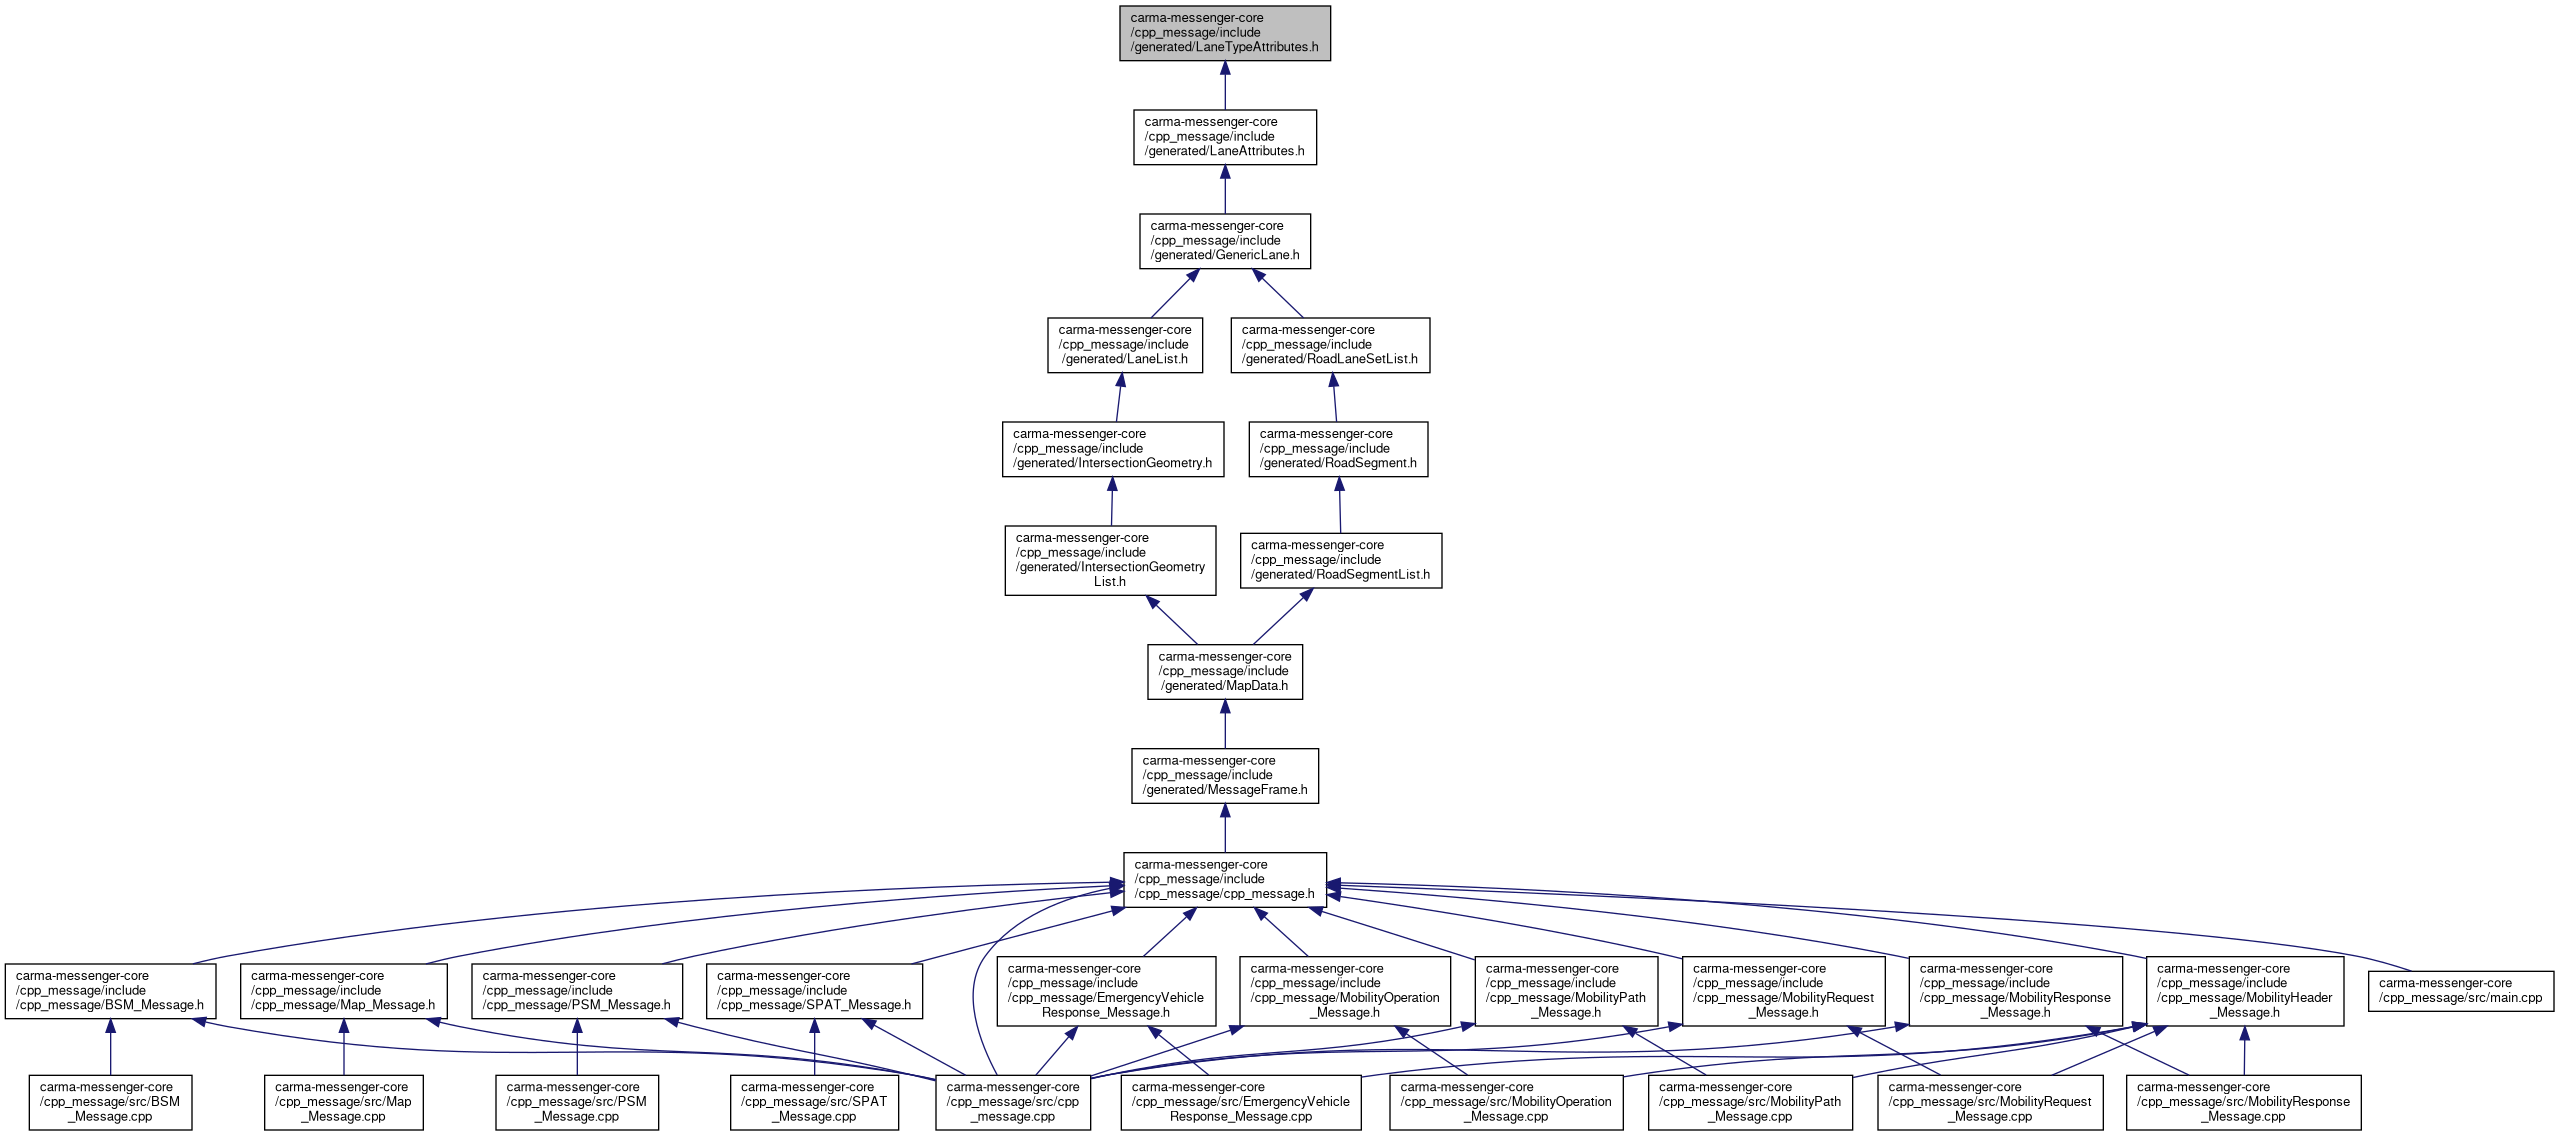 carma-messenger-core
/cpp_message/include
/generated/LaneTypeAttributes.h
carma-messenger-core
/cpp_message/include
/generated/LaneAttributes.h
carma-messenger-core
/cpp_message/include
/generated/GenericLane.h
carma-messenger-core
/cpp_message/include
/generated/LaneList.h
carma-messenger-core
/cpp_message/include
/generated/RoadLaneSetList.h
carma-messenger-core
/cpp_message/include
/generated/IntersectionGeometry.h
carma-messenger-core
/cpp_message/include
/generated/RoadSegment.h
carma-messenger-core
/cpp_message/include
/generated/IntersectionGeometry
List.h
carma-messenger-core
/cpp_message/include
/generated/RoadSegmentList.h
carma-messenger-core
/cpp_message/include
/generated/MapData.h
carma-messenger-core
/cpp_message/include
/generated/MessageFrame.h
carma-messenger-core
/cpp_message/include
/cpp_message/cpp_message.h
carma-messenger-core
/cpp_message/include
/cpp_message/BSM_Message.h
carma-messenger-core
/cpp_message/include
/cpp_message/Map_Message.h
carma-messenger-core
/cpp_message/include
/cpp_message/PSM_Message.h
carma-messenger-core
/cpp_message/include
/cpp_message/SPAT_Message.h
carma-messenger-core
/cpp_message/include
/cpp_message/EmergencyVehicle
Response_Message.h
carma-messenger-core
/cpp_message/include
/cpp_message/MobilityOperation
_Message.h
carma-messenger-core
/cpp_message/include
/cpp_message/MobilityPath
_Message.h
carma-messenger-core
/cpp_message/include
/cpp_message/MobilityRequest
_Message.h
carma-messenger-core
/cpp_message/include
/cpp_message/MobilityResponse
_Message.h
carma-messenger-core
/cpp_message/include
/cpp_message/MobilityHeader
_Message.h
carma-messenger-core
/cpp_message/src/main.cpp
carma-messenger-core
/cpp_message/src/BSM
_Message.cpp
carma-messenger-core
/cpp_message/src/Map
_Message.cpp
carma-messenger-core
/cpp_message/src/PSM
_Message.cpp
carma-messenger-core
/cpp_message/src/SPAT
_Message.cpp
carma-messenger-core
/cpp_message/src/cpp
_message.cpp
carma-messenger-core
/cpp_message/src/EmergencyVehicle
Response_Message.cpp
carma-messenger-core
/cpp_message/src/MobilityOperation
_Message.cpp
carma-messenger-core
/cpp_message/src/MobilityPath
_Message.cpp
carma-messenger-core
/cpp_message/src/MobilityRequest
_Message.cpp
carma-messenger-core
/cpp_message/src/MobilityResponse
_Message.cpp